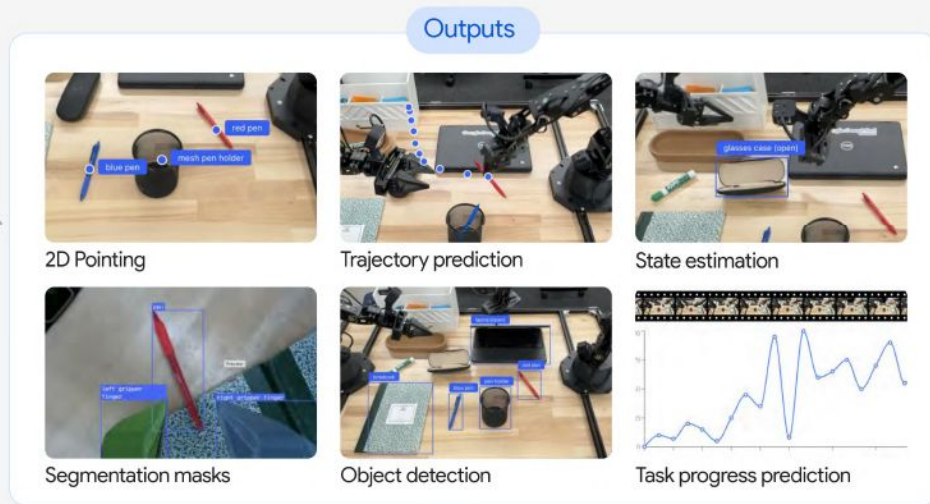 Outputs
red pen
mesh pen holder
blue pen
glasses case (open)
2D Pointing
Trajectory prediction
State estimation
pen
left gripper
finger
right gripper finger
notebook
blue pen
pen holder
red pen
Segmentation masks
Object detection
Task progress prediction